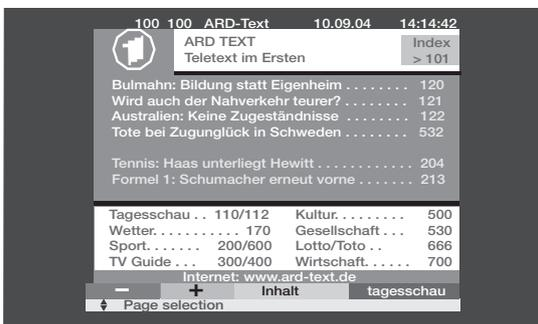 100 100 ARD-Text 10.09.04 14:14:42
ARD TEXT Index
Teletext im Ersten > 101
Bulmahn: Bildung statt Eigenheim . . . . . . . . 120
Wird auch der Nahverkehr teurer? . . . . . . . . 121
Australien: Keine Zugeständnisse . . . . . . . 122
Tote bei Zugunglück in Schweden . . . . . . . . 532
Tennis: Haas unterliegt Hewitt . . . . . . . . . . . . 204
Formel 1: Schumacher erneut vorne . . . . . . . 213
Tagesschau . . 110/112 Kultur. . . . . . . . . 500
Wetter. . . . . . . . . . . 170 Gesellschaft . . . 530
Sport. . . . . . . 200/600 Lotto/Toto . . 666
TV Guide . . . 300/400 Wirtschaft. . . . . . 700
Internet: www.ard-text.de
− + Inhalt tagesschau
Page selection